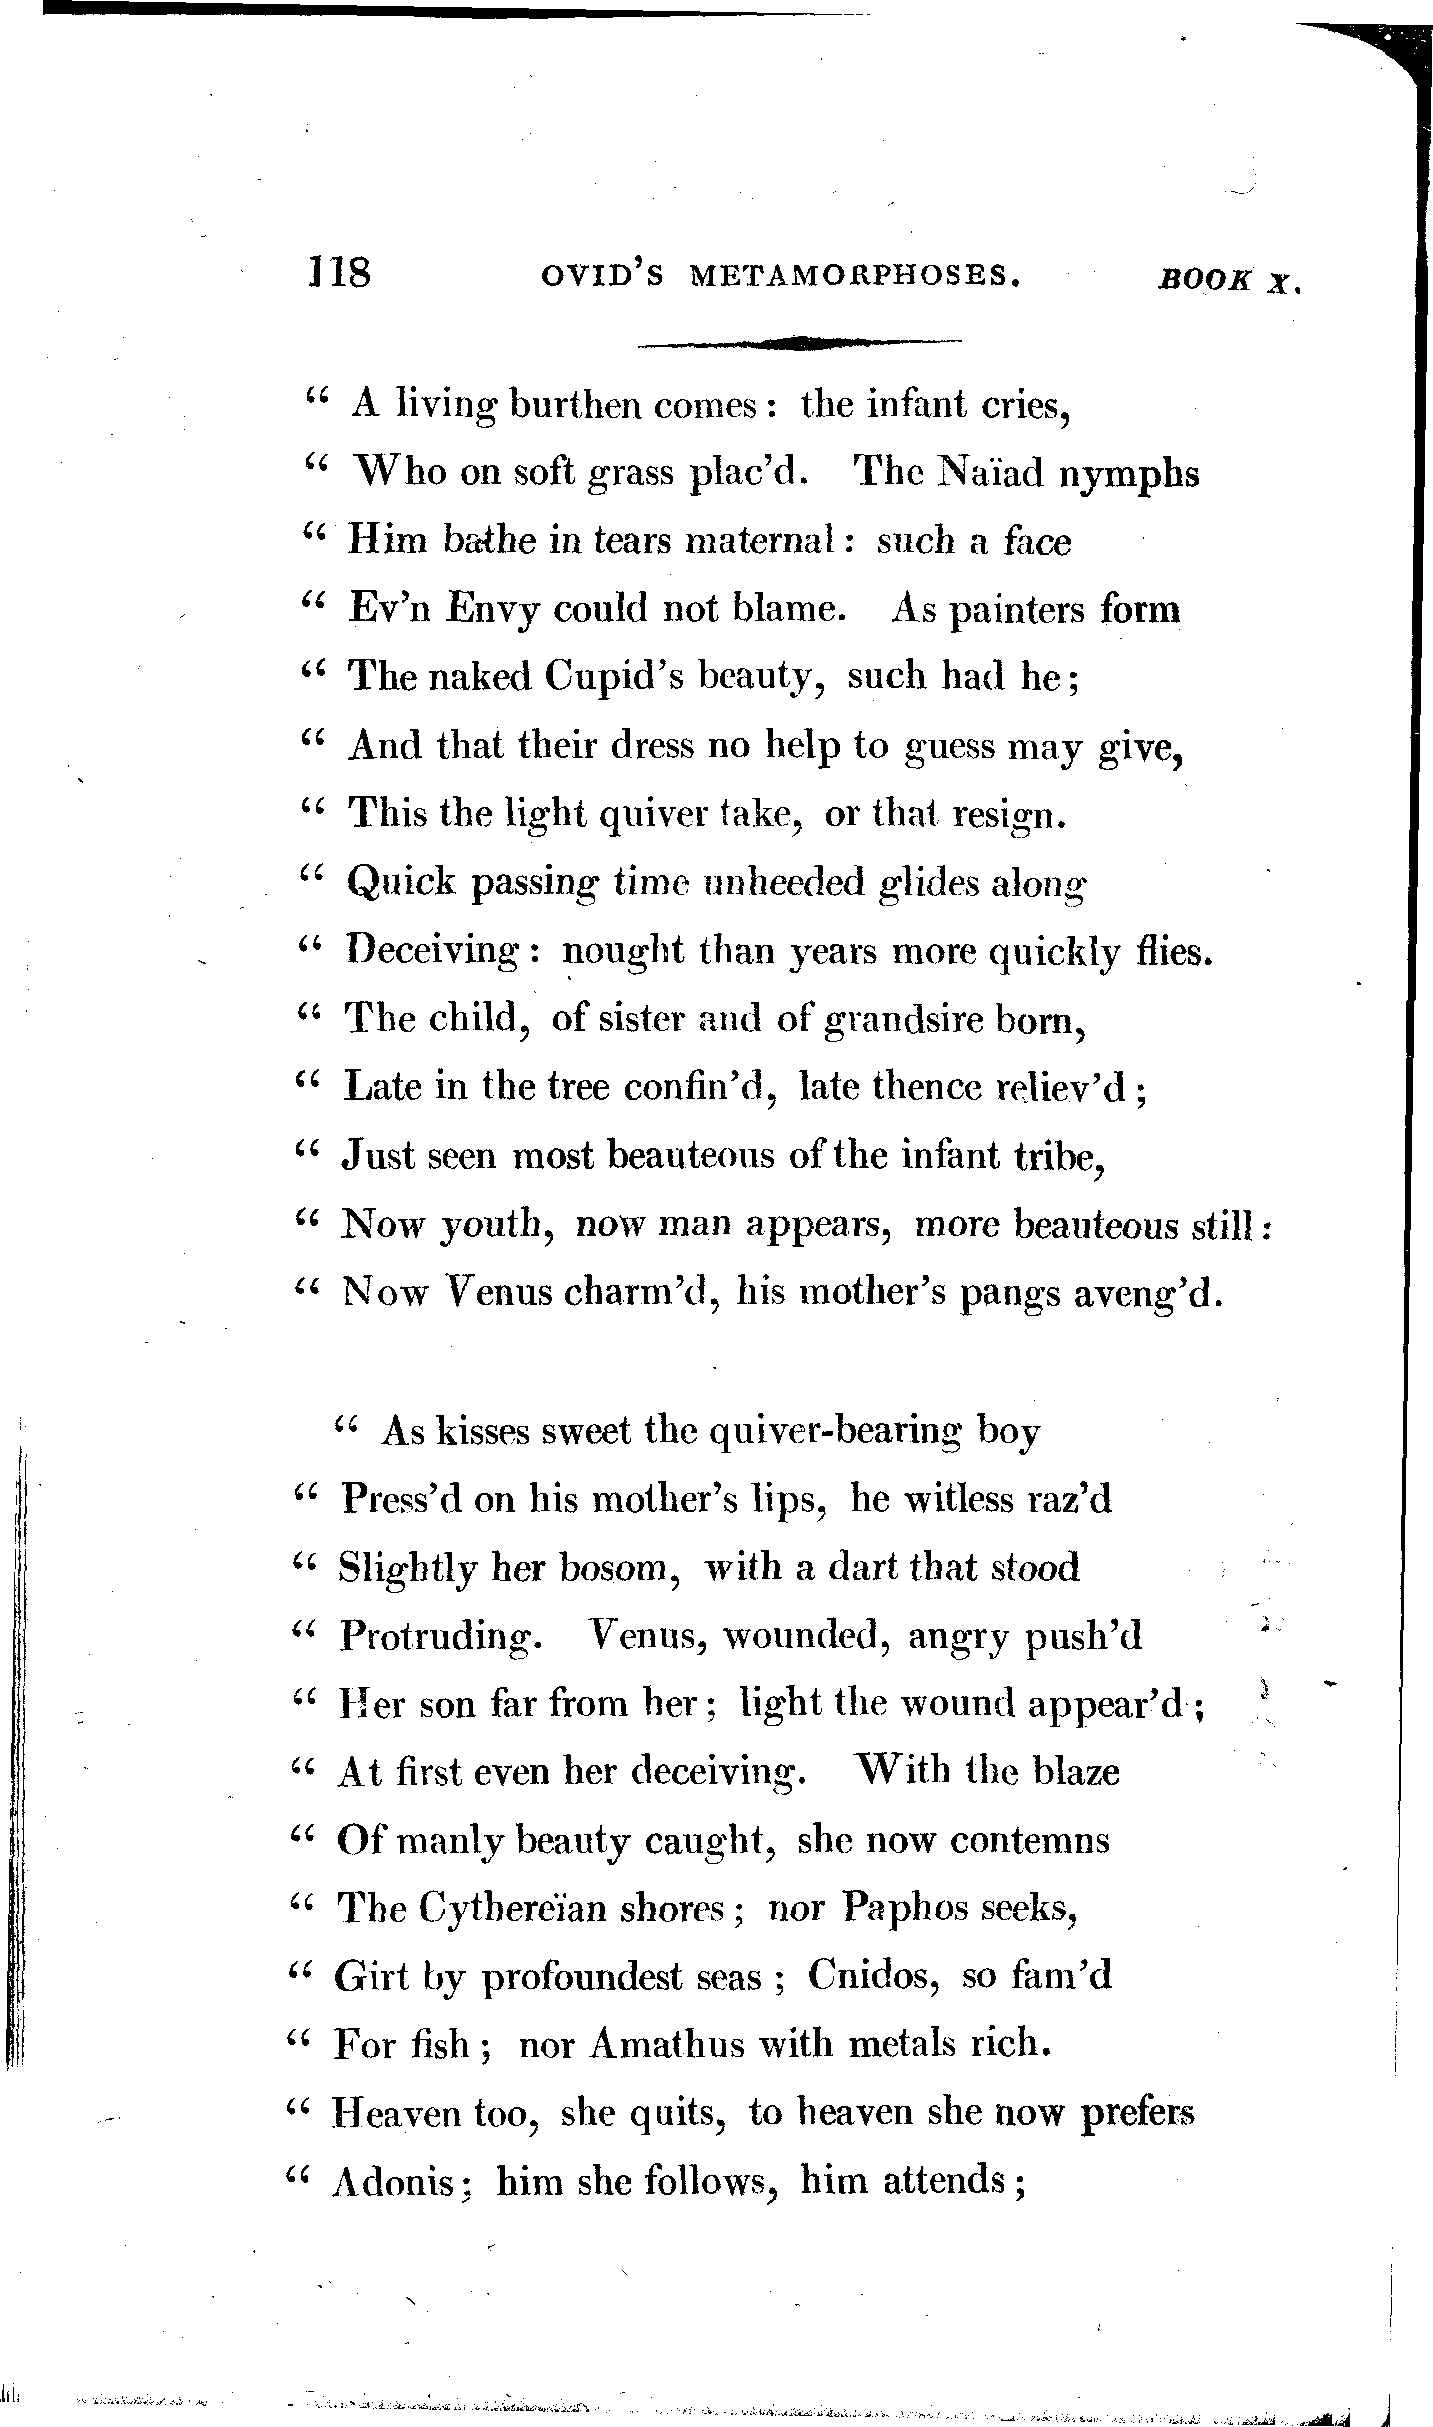 118 OVID'S METAMORPHOSES. BOOK X.
“ A living burthen comes : the infant cries,
“ Who on soft grass plac'd. The Naïad nymphs
“ Him bathe in tears maternal : such a face
“ Ev'n Envy could not blame. As painters form
“ The naked Cupid's beauty, such had he ;
“ And that their dress no help to guess may give,
“ This the light quiver take, or that resign.
“ Quick passing time unheeded glides along
“ Deceiving : nought than years more quickly flies.
“ The child, of sister and of grandsire born,
“ Late in the tree confin'd, late thence reliev'd ;
“ Just seen most beauteous of the infant tribe,
“ Now youth, now man appears, more beauteous still :
“ Now Venus charm'd, his mother's pangs aveng'd.
“ As kisses sweet the quiver-bearing boy
“ Press'd on his mother's lips, he witless raz'd
“ Slightly her bosom, with a dart that stood
“ Protruding. Venus, wounded, angry push'd
“ Her son far from her ; light the wound appear'd ;
“ At first even her deceiving. With the blaze
“ Of manly beauty caught, she now contemns
“ The Cythereïan shores ; nor Paphos seeks,
“ Girt by profoundest seas ; Cnidos, so fam'd
“ For fish ; nor Amathus with metals rich.
“ Heaven too, she quits, to heaven she now prefers
“ Adonis ; him she follows, him attends ;